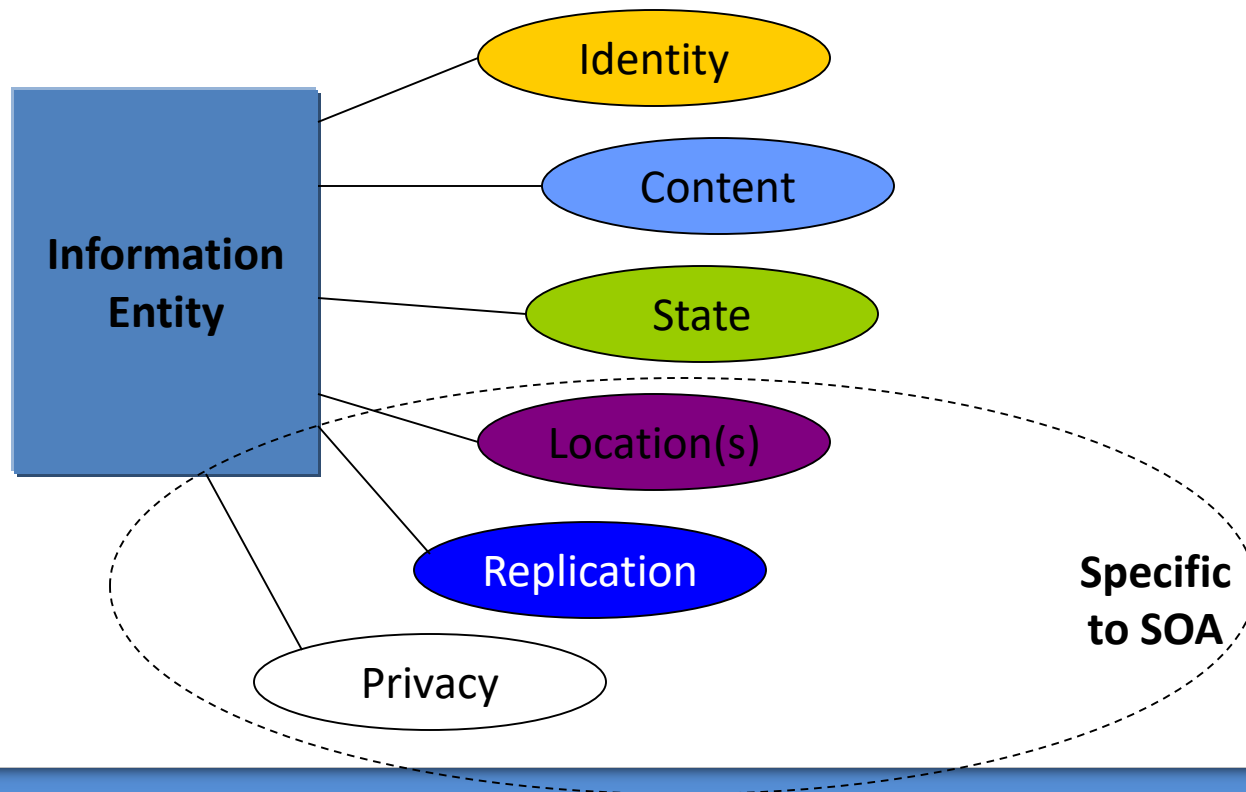 Identity
Content
Information
Entity
State
Location(s)
Replication
Specific
to SOA
Privacy